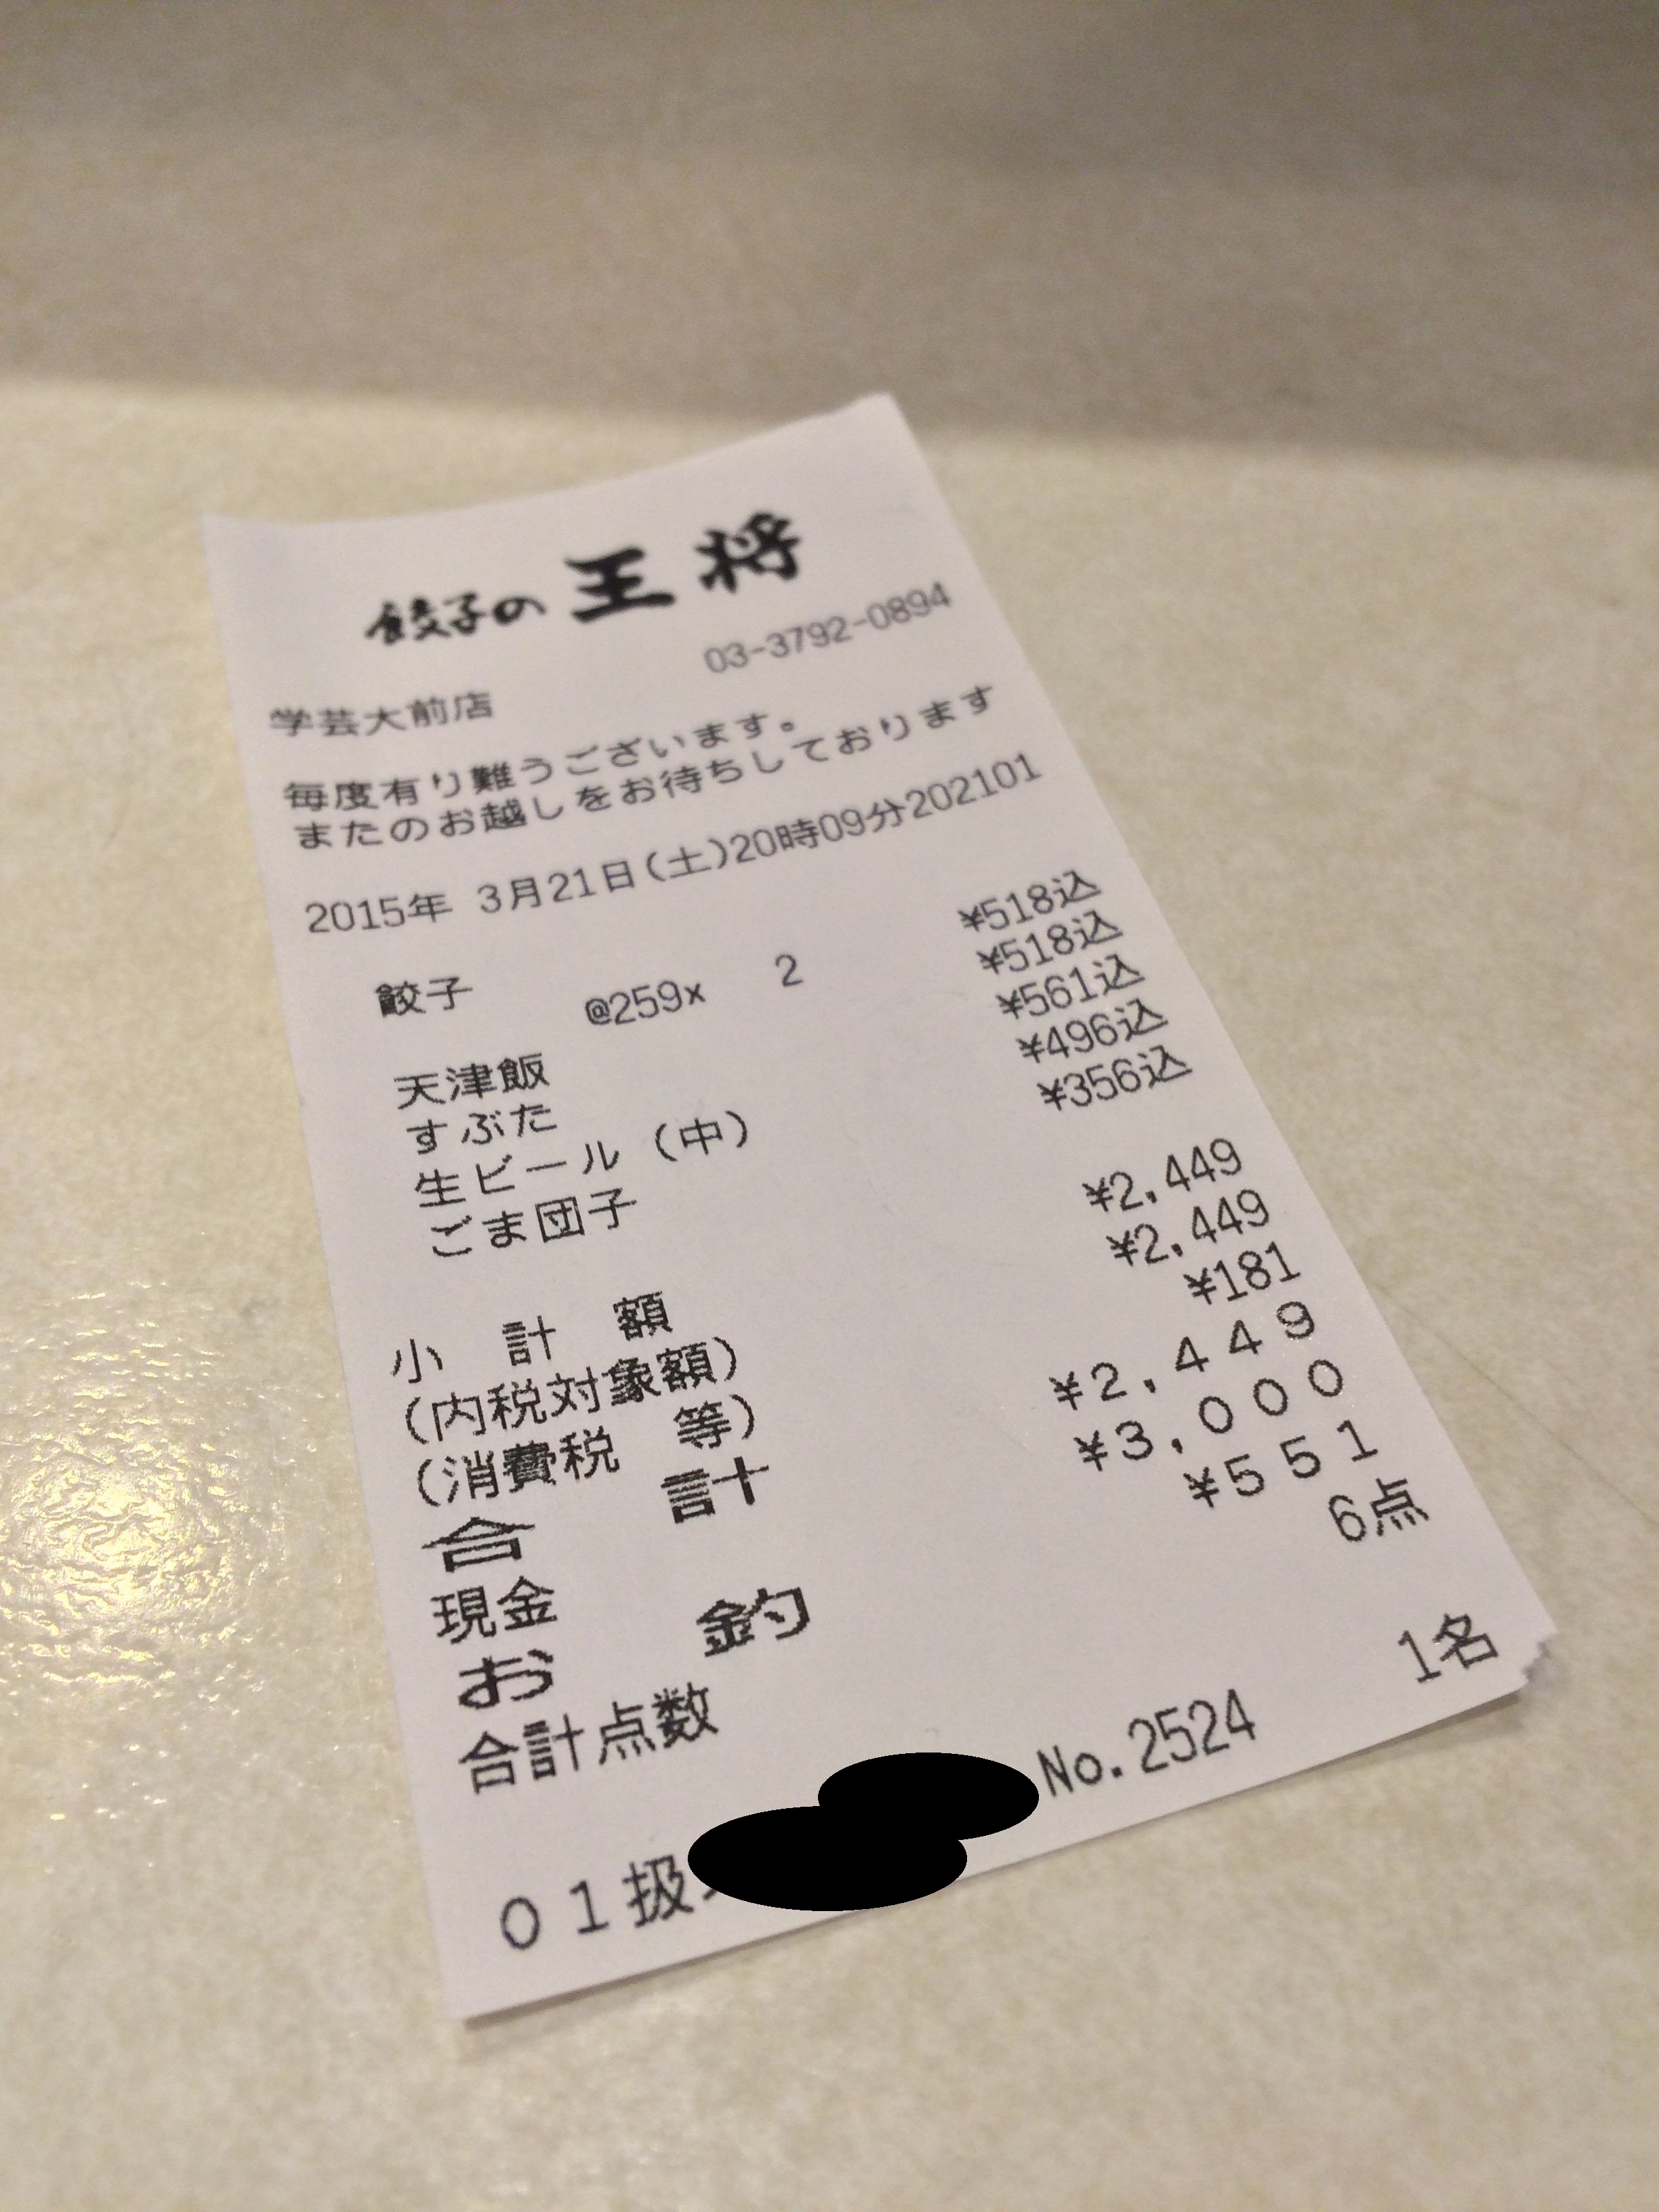 餃子の王将
03-3792-0894
学芸大前店
毎度有り難うございます。
またのお越しをお待ちしております
2015年 3月21日(土)20時09分202101
餃子
@259x 2 ¥518込
天津飯 ¥518込
すぶた ¥561込
生ビール(中) ¥496込
ごま団子 ¥356込
小計額 ¥2,449
(内税対象額) ¥2,449
(消費税 等) ¥181
合計 ¥2,449
現金 ¥3,000
お釣 ¥551
合計点数 6点
1名
No.2524
01扱